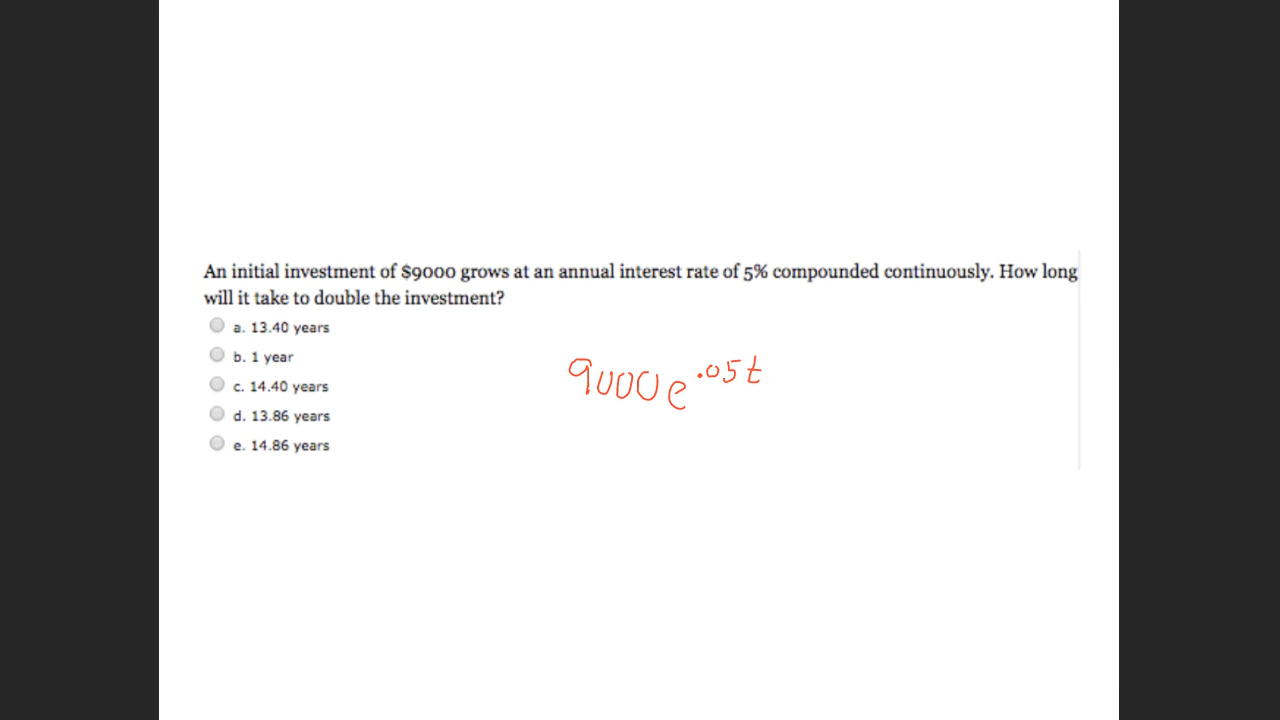 An initial investment of $9000 grows at an annual interest rate of 5% compounded continuously. How long
will it take to double the investment?
a. 13.40 years
b. 1 year
c. 14.40 years
d. 13.86 years
e. 14.86 years
9000e^.05t